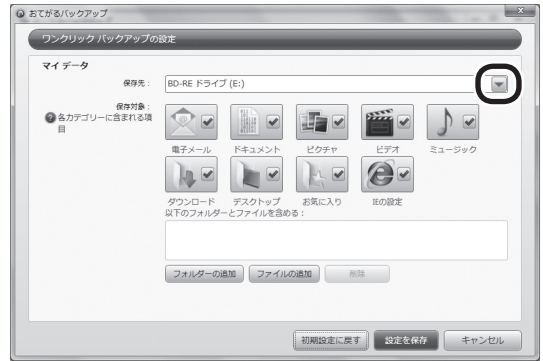 おてがるバックアップ
ワンクリック バックアップの設定
マイ データ
保存先：
BD-RE ドライブ (E:)
保存対象：
各カテゴリーに含まれる項
目
電子メール
ドキュメント
ピクチャ
ビデオ
ミュージック
ダウンロード
デスクトップ
お気に入り
IEの設定
以下のフォルダーとファイルを含める：
フォルダーの追加
ファイルの追加
削除
初期設定に戻す
設定を保存
キャンセル